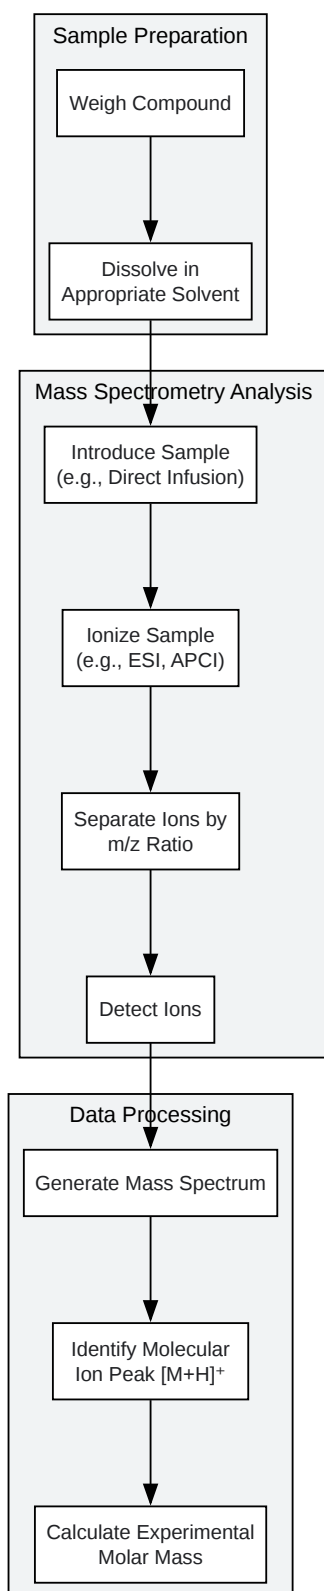 Sample Preparation
Weigh Compound
Dissolve in
Appropriate Solvent
Mass Spectrometry Analysis
Introduce Sample
(e.g., Direct Infusion)
Ionize Sample
(e.g., ESI, APCI)
Separate Ions by
m/z Ratio
Detect Ions
Data Processing
Generate Mass Spectrum
Identify Molecular
Ion Peak [M+H]⁺
Calculate Experimental
Molar Mass